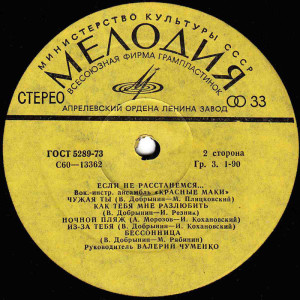 МИНИСТЕРСТВО КУЛЬТУРЫ СССР
МЕЛОДИЯ
ВСЕСОЮЗНАЯ ФИРМА ГРАМПЛАСТИНОК
СТЕРЕО
33
АПРЕЛЕВСКИЙ ОРДЕНА ЛЕНИНА ЗАВОД
ГОСТ 5289-73
2 сторона
С60—13362
Гр. 3. 1-90
ЕСЛИ НЕ РАССТАНЕМСЯ...
Вок.-инстр. ансамбль «КРАСНЫЕ МАКИ»
ЧУЖАЯ ТЫ (В. Добрынин—М. Пляцковский)
КАК ТЕБЯ МНЕ РАЗЛЮБИТЬ
(В. Добрынин—И. Резник)
НОЧНОЙ ПЛЯЖ (А. Морозов—И. Кохановский)
ИЗ-ЗА ТЕБЯ (В. Добрынин—И. Кохановский)
БЕССОННИЦА
(В. Добрынин—М. Рябинин)
Руководитель ВАЛЕРИЙ ЧУМЕНКО